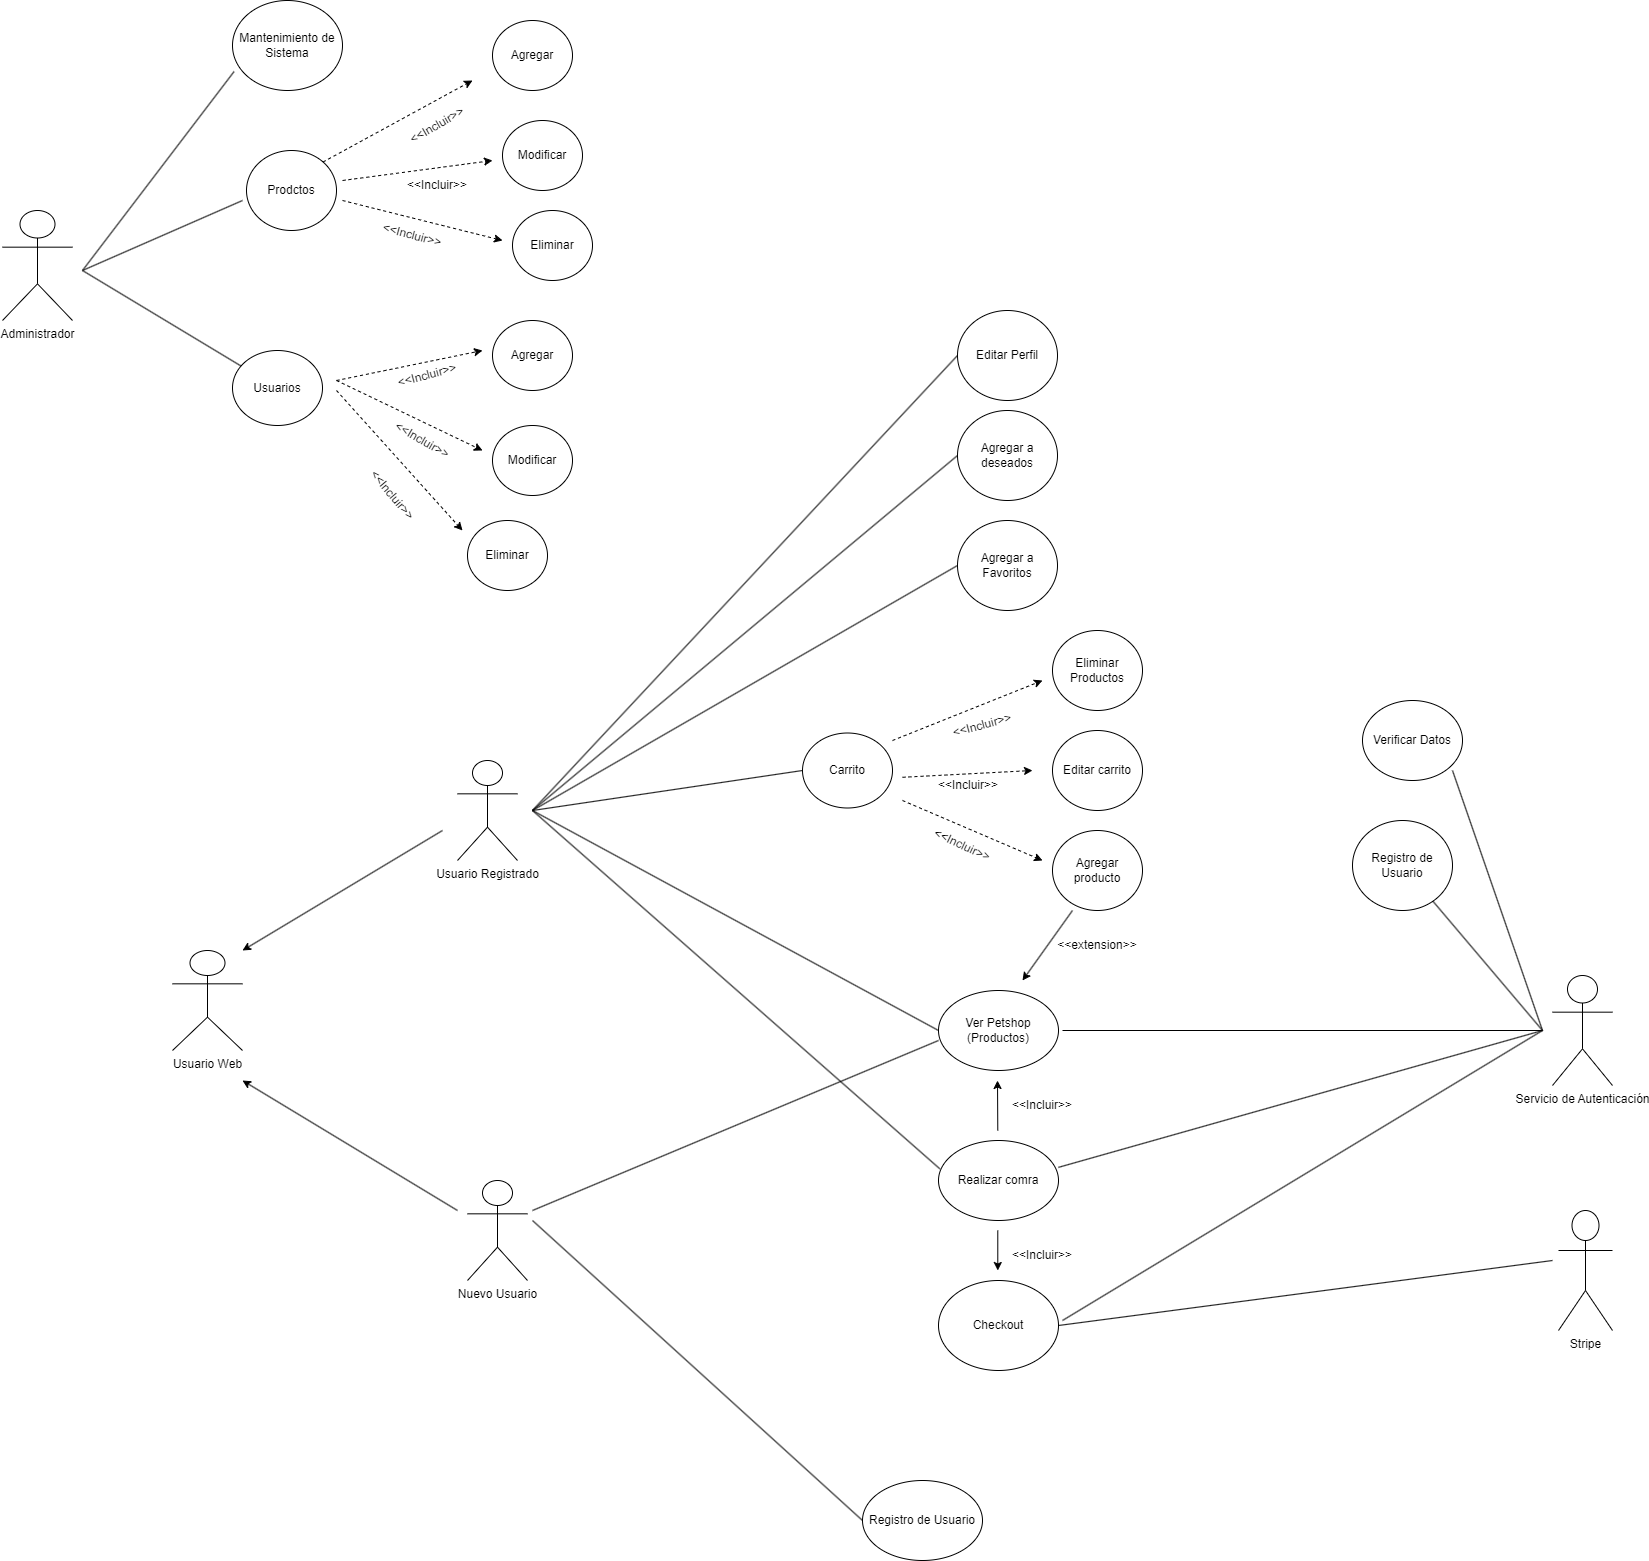 Mantenimiento de
Sistema
Agregar
<<Incluir>>
Modificar
Prodctos
<<Incluir>>
<<Incluir>>
Eliminar
Administrador
Agregar
<<Incluir>>
Usuarios
<<Incluir>>
Modificar
<<Incluir>>
Eliminar
Editar Perfil
Agregar a
deseados
Agregar a
Favoritos
Eliminar
Productos
<<Incluir>>
Carrito
Editar carrito
<<Incluir>>
<<Incluir>>
Agregar
producto
Verificar Datos
Registro de
Usuario
Usuario Registrado
<<extension>>
Usuario Web
Ver Petshop
(Productos)
Servicio de Autenticación
<<Incluir>>
Realizar comra
<<Incluir>>
Nuevo Usuario
Checkout
Stripe
Registro de Usuario